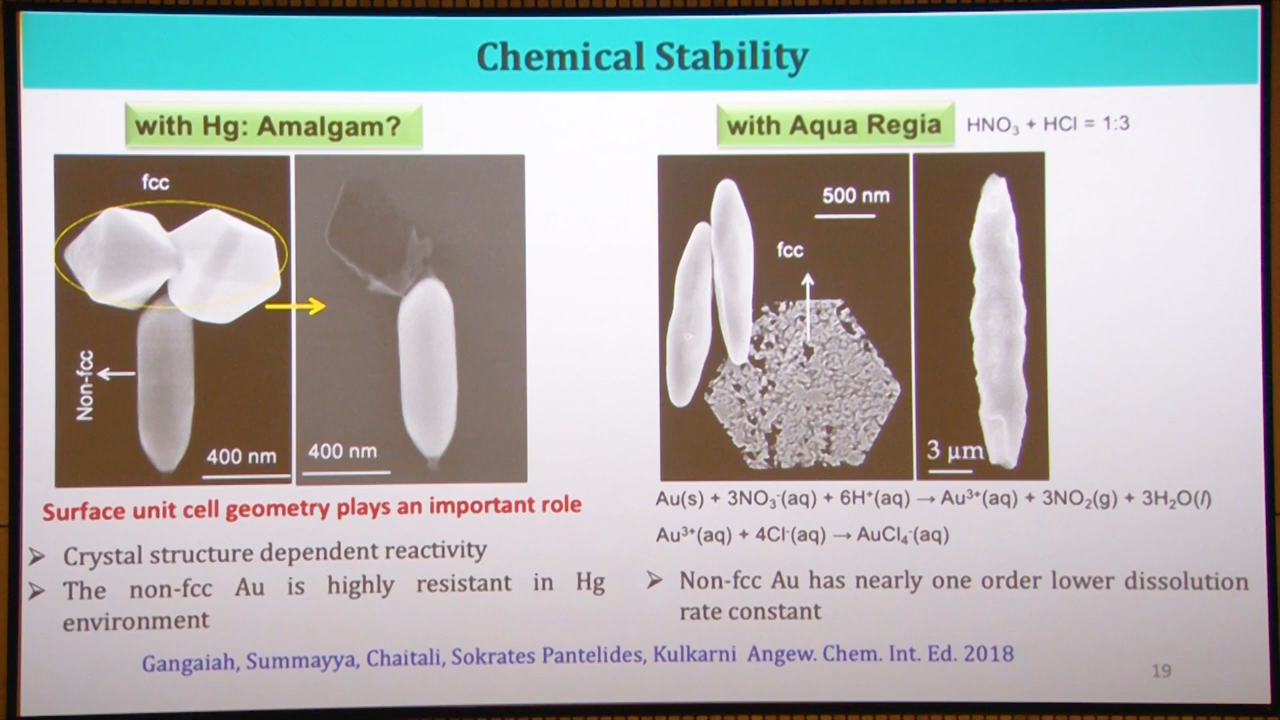 Chemical Stability
with Hg: Amalgam?
fcc
Non-fcc
400 nm
400 nm
Surface unit cell geometry plays an important role
➢ Crystal structure dependent reactivity
➢ The non-fcc Au is highly resistant in Hg
environment
with Aqua Regia
HNO₃ + HCl = 1:3
500 nm
fcc
3 μm
Au(s) + 3NO₃⁻(aq) + 6H⁺(aq) → Au³⁺(aq) + 3NO₂(g) + 3H₂O(l)
Au³⁺(aq) + 4Cl⁻(aq) → AuCl₄⁻(aq)
➢ Non-fcc Au has nearly one order lower dissolution
rate constant
Gangaiah, Summayya, Chaitali, Sokrates Pantelides, Kulkarni Angew. Chem. Int. Ed. 2018
19